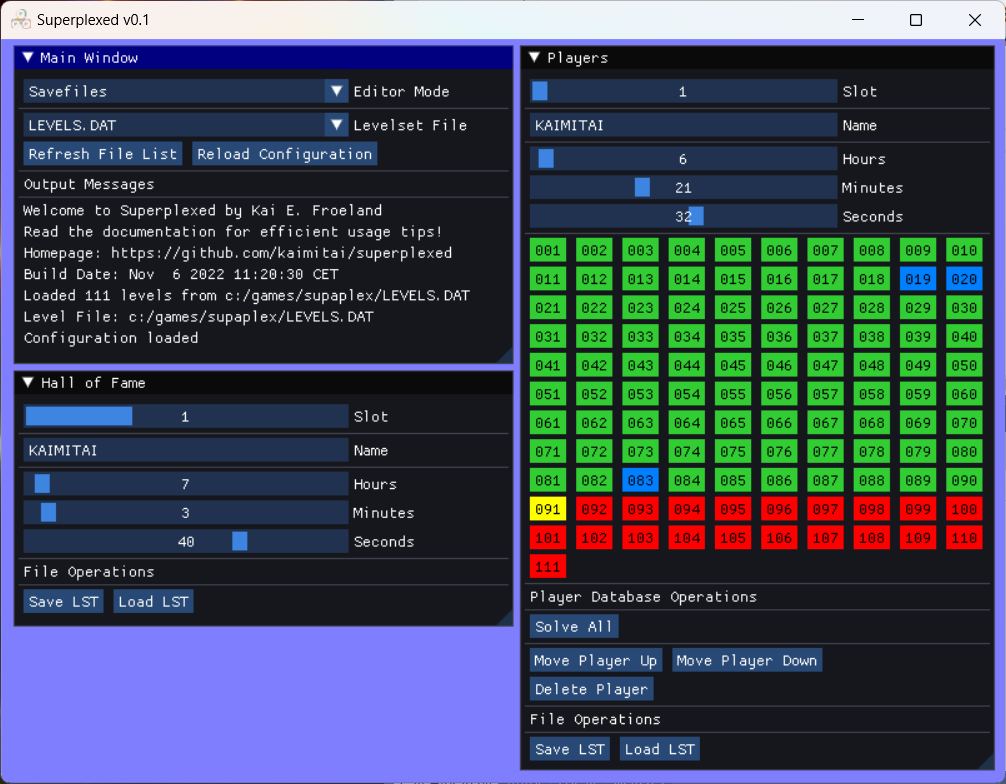 Superplexed v0.1
Main Window
Savefiles Editor Mode
LEVELS.DAT Levelset File
Refresh File List Reload Configuration
Output Messages
Welcome to Superplexed by Kai E. Froeland
Read the documentation for efficient usage tips!
Homepage: https://github.com/kaimitai/superplexed
Build Date: Nov  6 2022 11:20:30 CET
Loaded 111 levels from c:/games/supaplex/LEVELS.DAT
Level File: c:/games/supaplex/LEVELS.DAT
Configuration loaded
Hall of Fame
1 Slot
KAIMITAI Name
7 Hours
3 Minutes
40 Seconds
File Operations
Save LST Load LST
Players
1 Slot
KAIMITAI Name
6 Hours
21 Minutes
32 Seconds
001 002 003 004 005 006 007 008 009 010
011 012 013 014 015 016 017 018 019 020
021 022 023 024 025 026 027 028 029 030
031 032 033 034 035 036 037 038 039 040
041 042 043 044 045 046 047 048 049 050
051 052 053 054 055 056 057 058 059 060
061 062 063 064 065 066 067 068 069 070
071 072 073 074 075 076 077 078 079 080
081 082 083 084 085 086 087 088 089 090
091 092 093 094 095 096 097 098 099 100
101 102 103 104 105 106 107 108 109 110
111
Player Database Operations
Solve All
Move Player Up Move Player Down
Delete Player
File Operations
Save LST Load LST